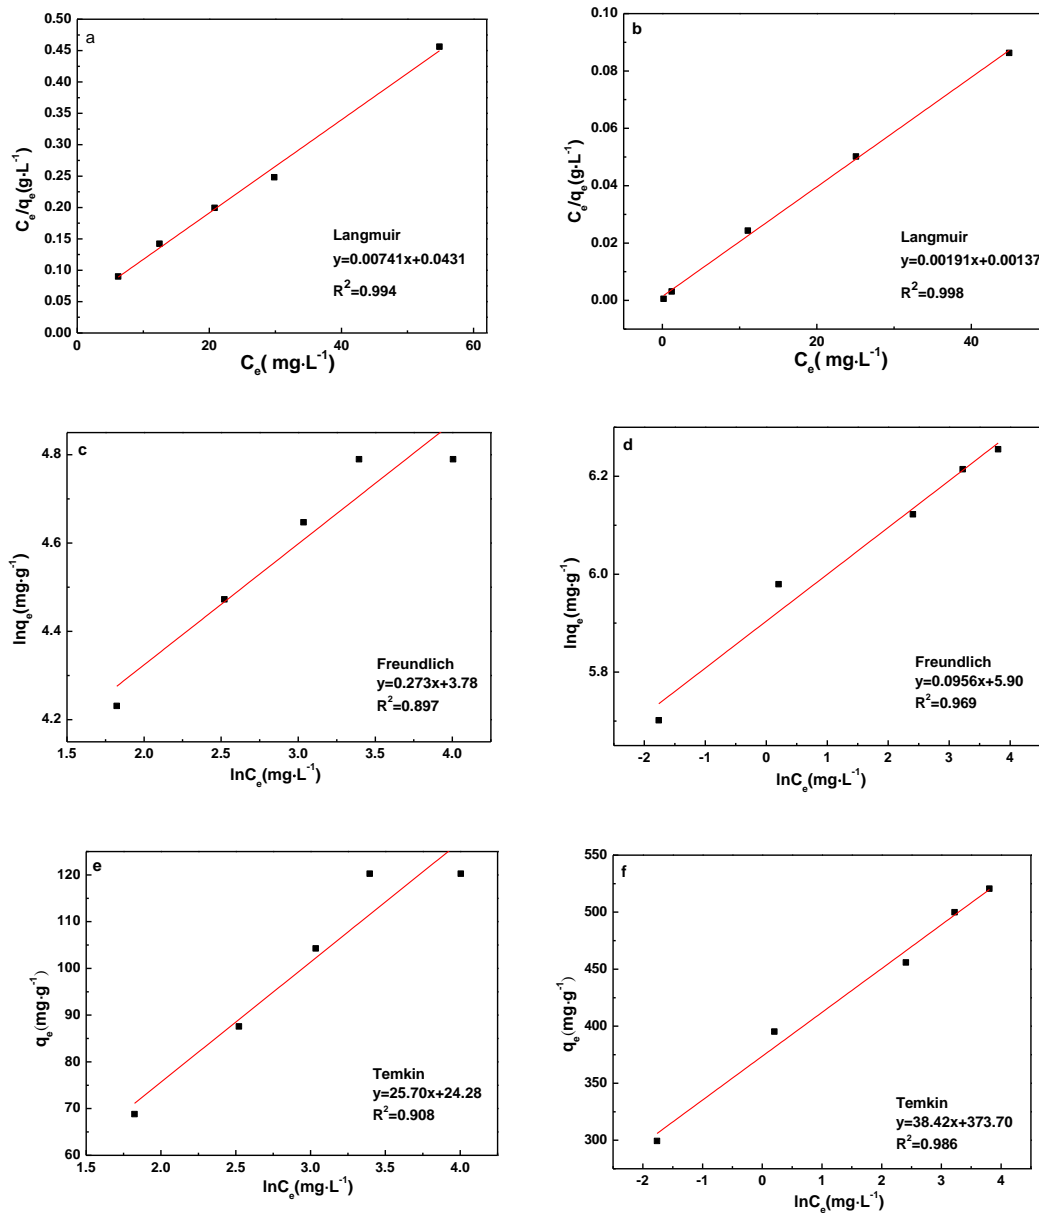 a
0.50
0.45
0.40
0.35
0.30
0.25
0.20
0.15
0.10
0.05
0.00
C_e/q_e(g·L^-1)
Langmuir
y=0.00741x+0.0431
R^2=0.994
0 20 40 60
C_e( mg·L^-1)
b
0.10
0.08
0.06
0.04
0.02
0.00
C_e/q_e(g·L^-1)
Langmuir
y=0.00191x+0.00137
R^2=0.998
0 20 40
C_e( mg·L^-1)
c
4.8
4.6
4.4
4.2
lnq_e(mg·g^-1)
Freundlich
y=0.273x+3.78
R^2=0.897
1.5 2.0 2.5 3.0 3.5 4.0
lnC_e(mg·L^-1)
d
6.2
6.0
5.8
lnq_e(mg·g^-1)
Freundlich
y=0.0956x+5.90
R^2=0.969
-2 -1 0 1 2 3 4
lnC_e(mg·L^-1)
e
120
110
100
90
80
70
60
q_e(mg·g^-1)
Temkin
y=25.70x+24.28
R^2=0.908
1.5 2.0 2.5 3.0 3.5 4.0
lnC_e(mg·L^-1)
f
550
500
450
400
350
300
q_e(mg·g^-1)
Temkin
y=38.42x+373.70
R^2=0.986
-2 -1 0 1 2 3 4
lnC_e(mg·L^-1)